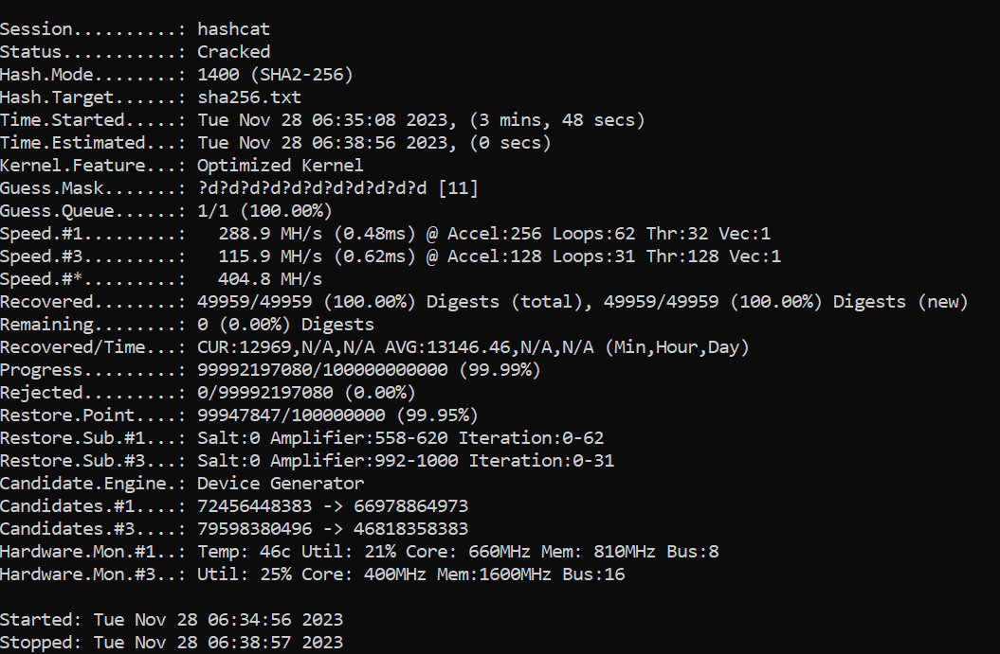 Session..........: hashcat
Status...........: Cracked
Hash.Mode........: 1400 (SHA2-256)
Hash.Target......: sha256.txt
Time.Started.....: Tue Nov 28 06:35:08 2023, (3 mins, 48 secs)
Time.Estimated...: Tue Nov 28 06:38:56 2023, (0 secs)
Kernel.Feature...: Optimized Kernel
Guess.Mask.......: ?d?d?d?d?d?d?d?d?d?d?d [11]
Guess.Queue......: 1/1 (100.00%)
Speed.#1.........:   288.9 MH/s (0.48ms) @ Accel:256 Loops:62 Thr:32 Vec:1
Speed.#3.........:   115.9 MH/s (0.62ms) @ Accel:128 Loops:31 Thr:128 Vec:1
Speed.#*.........:   404.8 MH/s
Recovered........: 49959/49959 (100.00%) Digests (total), 49959/49959 (100.00%) Digests (new)
Remaining........: 0 (0.00%) Digests
Recovered/Time...: CUR:12969,N/A,N/A AVG:13146.46,N/A,N/A (Min,Hour,Day)
Progress.........: 99992197080/100000000000 (99.99%)
Rejected.........: 0/99992197080 (0.00%)
Restore.Point....: 99947847/100000000 (99.95%)
Restore.Sub.#1...: Salt:0 Amplifier:558-620 Iteration:0-62
Restore.Sub.#3...: Salt:0 Amplifier:992-1000 Iteration:0-31
Candidate.Engine.: Device Generator
Candidates.#1....: 72456448383 -> 66978864973
Candidates.#3....: 79598380496 -> 46818358383
Hardware.Mon.#1..: Temp: 46c Util: 21% Core: 660MHz Mem: 810MHz Bus:8
Hardware.Mon.#3..: Util: 25% Core: 400MHz Mem:1600MHz Bus:16
Started: Tue Nov 28 06:34:56 2023
Stopped: Tue Nov 28 06:38:57 2023